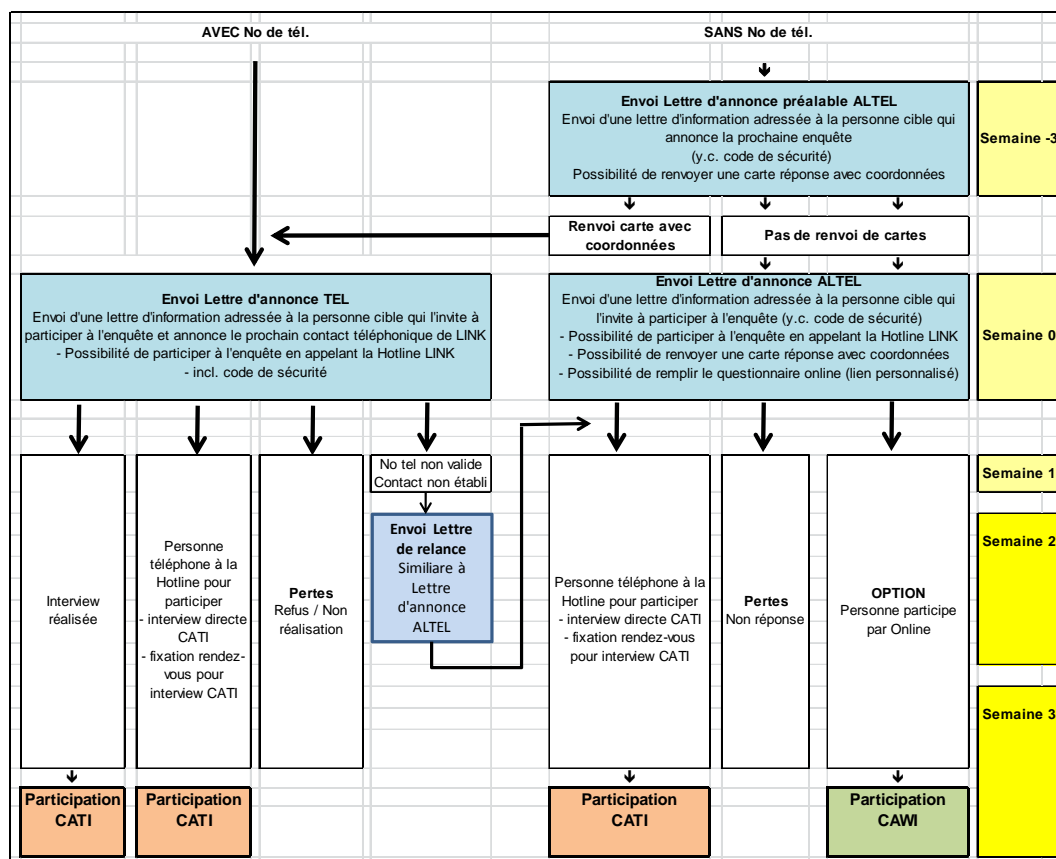 AVEC No de tél.
SANS No de tél.
Envoi Lettre d'annonce préalable ALTEL
Envoi d'une lettre d'information adressée à la personne cible qui
annonce la prochaine enquête
(y.c. code de sécurité)
Possibilité de renvoyer une carte réponse avec coordonnées
Semaine -3
Renvoi carte avec
coordonnées
Pas de renvoi de cartes
Envoi Lettre d'annonce TEL
Envoi d'une lettre d'information adressée à la personne cible qui l'invite à
participer à l'enquête et annonce le prochain contact téléphonique de LINK
- Possibilité de participer à l'enquête en appelant la Hotline LINK
- incl. code de sécurité
Envoi Lettre d'annonce ALTEL
Envoi d'une lettre d'information adressée à la personne cible qui
l'invite à participer à l'enquête (y.c. code de sécurité)
- Possibilité de participer à l'enquête en appelant la Hotline LINK
- Possibilité de renvoyer une carte réponse avec coordonnées
- Possibilité de remplir le questionnaire online (lien personnalisé)
Semaine 0
Interview
réalisée
Personne
téléphone à la
Hotline pour
participer
- interview directe
CATI
- fixation rendez-
vous pour
interview CATI
Pertes
Refus / Non
réalisation
No tel non valide
Contact non établi
Envoi Lettre
de relance
Similiare à
Lettre
d'annonce
ALTEL
Personne téléphone à la
Hotline pour participer
- interview directe CATI
- fixation rendez-vous
pour interview CATI
Pertes
Non réponse
OPTION
Personne participe
par Online
Semaine 1
Semaine 2
Semaine 3
Participation
CATI
Participation
CATI
Participation
CATI
Participation
CAWI